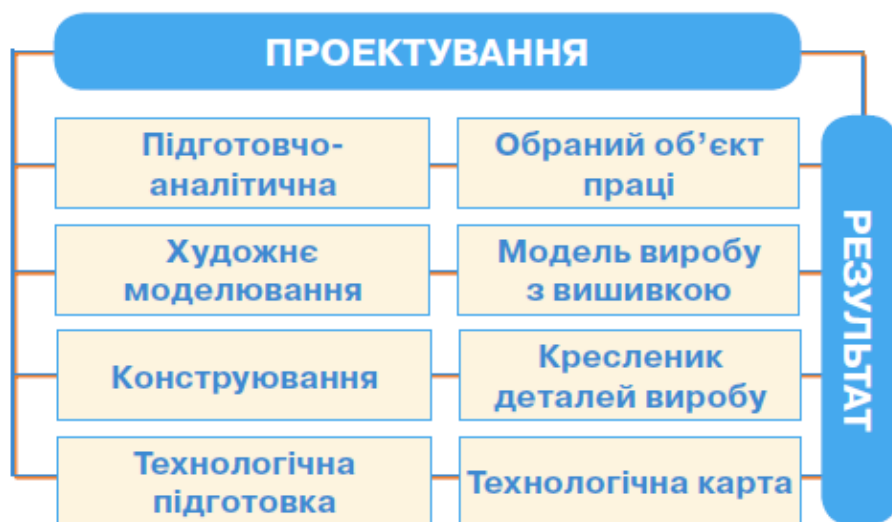 ПРОЕКТУВАННЯ
Підготовчо-
аналітична
Обраний об’єкт
праці
Художнє
моделювання
Модель виробу
з вишивкою
Конструювання
Кресленик
деталей виробу
Технологічна
підготовка
Технологічна карта
РЕЗУЛЬТАТ